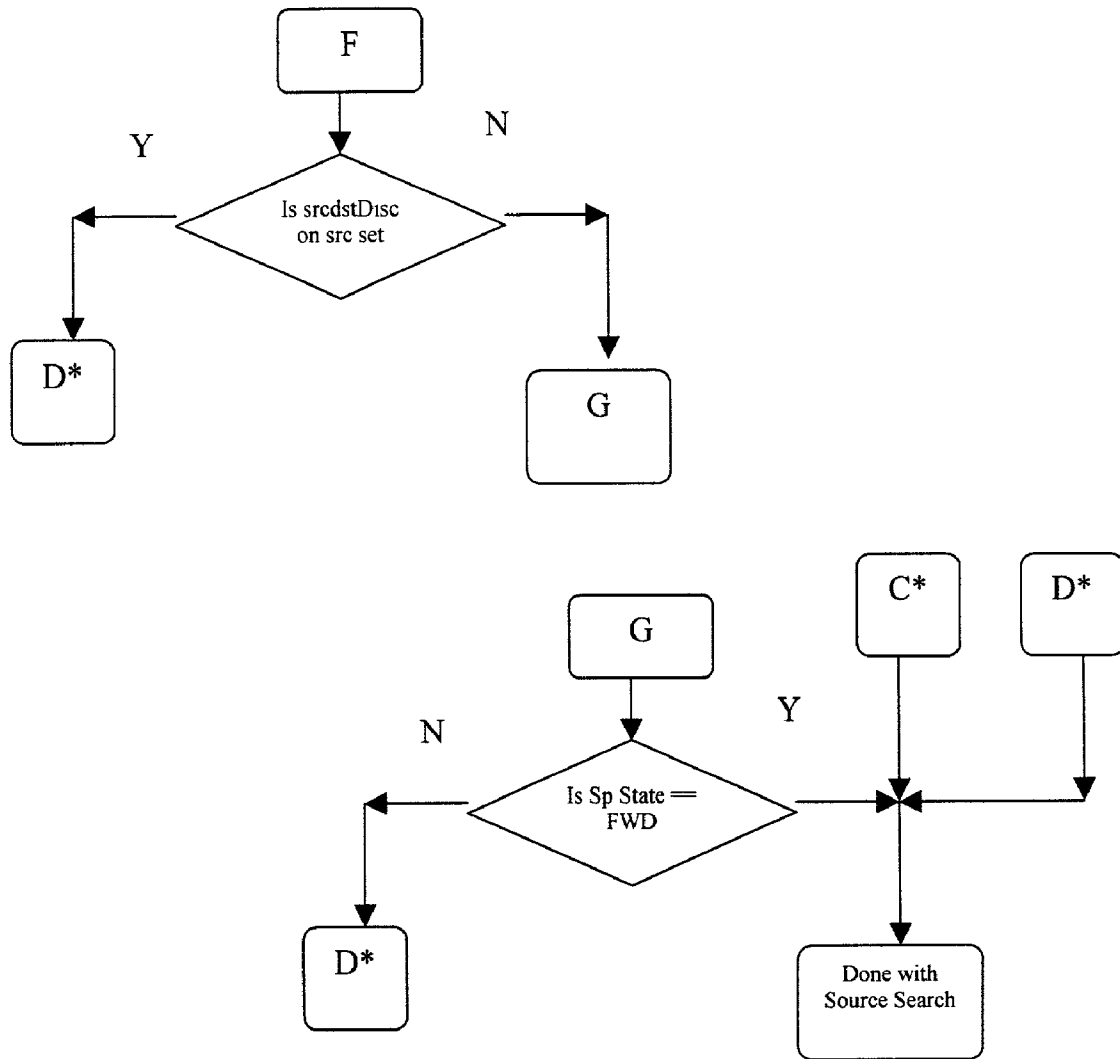 F
Y
N
Is srcdstDisc
on src set
D*
G
C*
D*
G
N
Y
Is Sp State ==
FWD
D*
Done with
Source Search